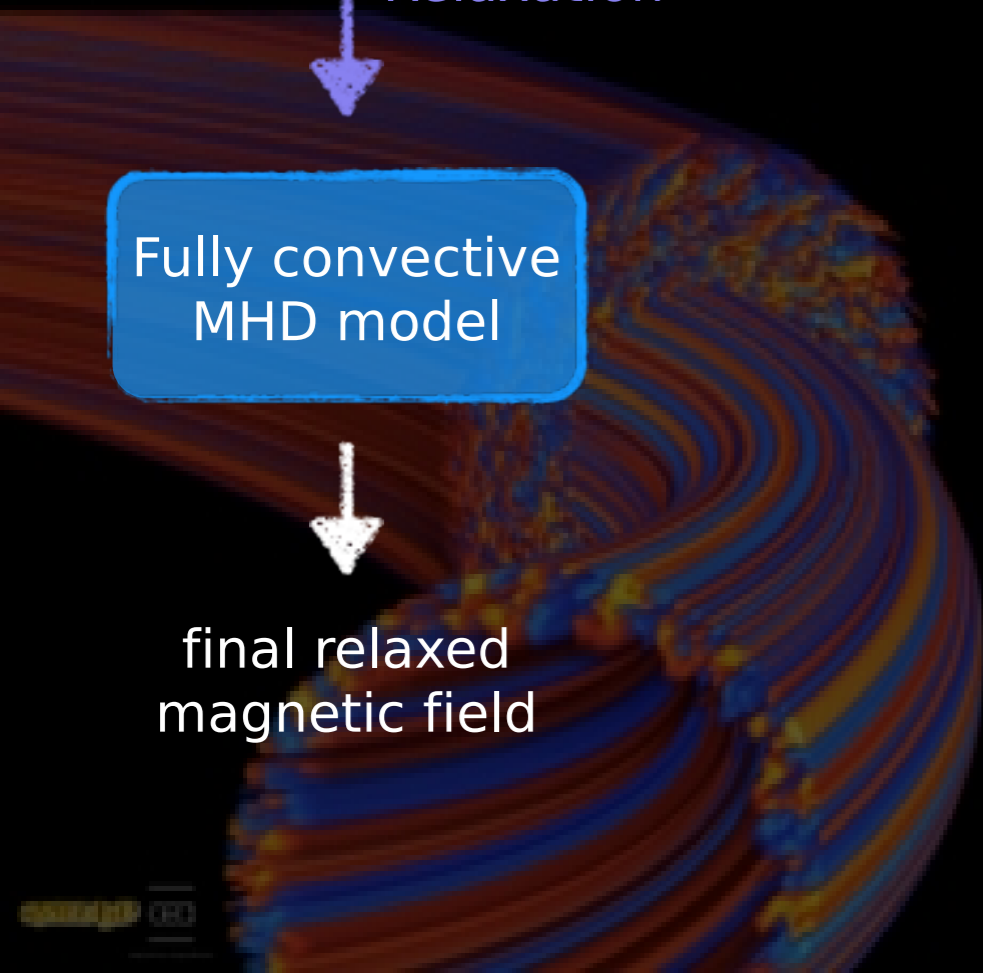 Fully convective
MHD model
final relaxed
magnetic field